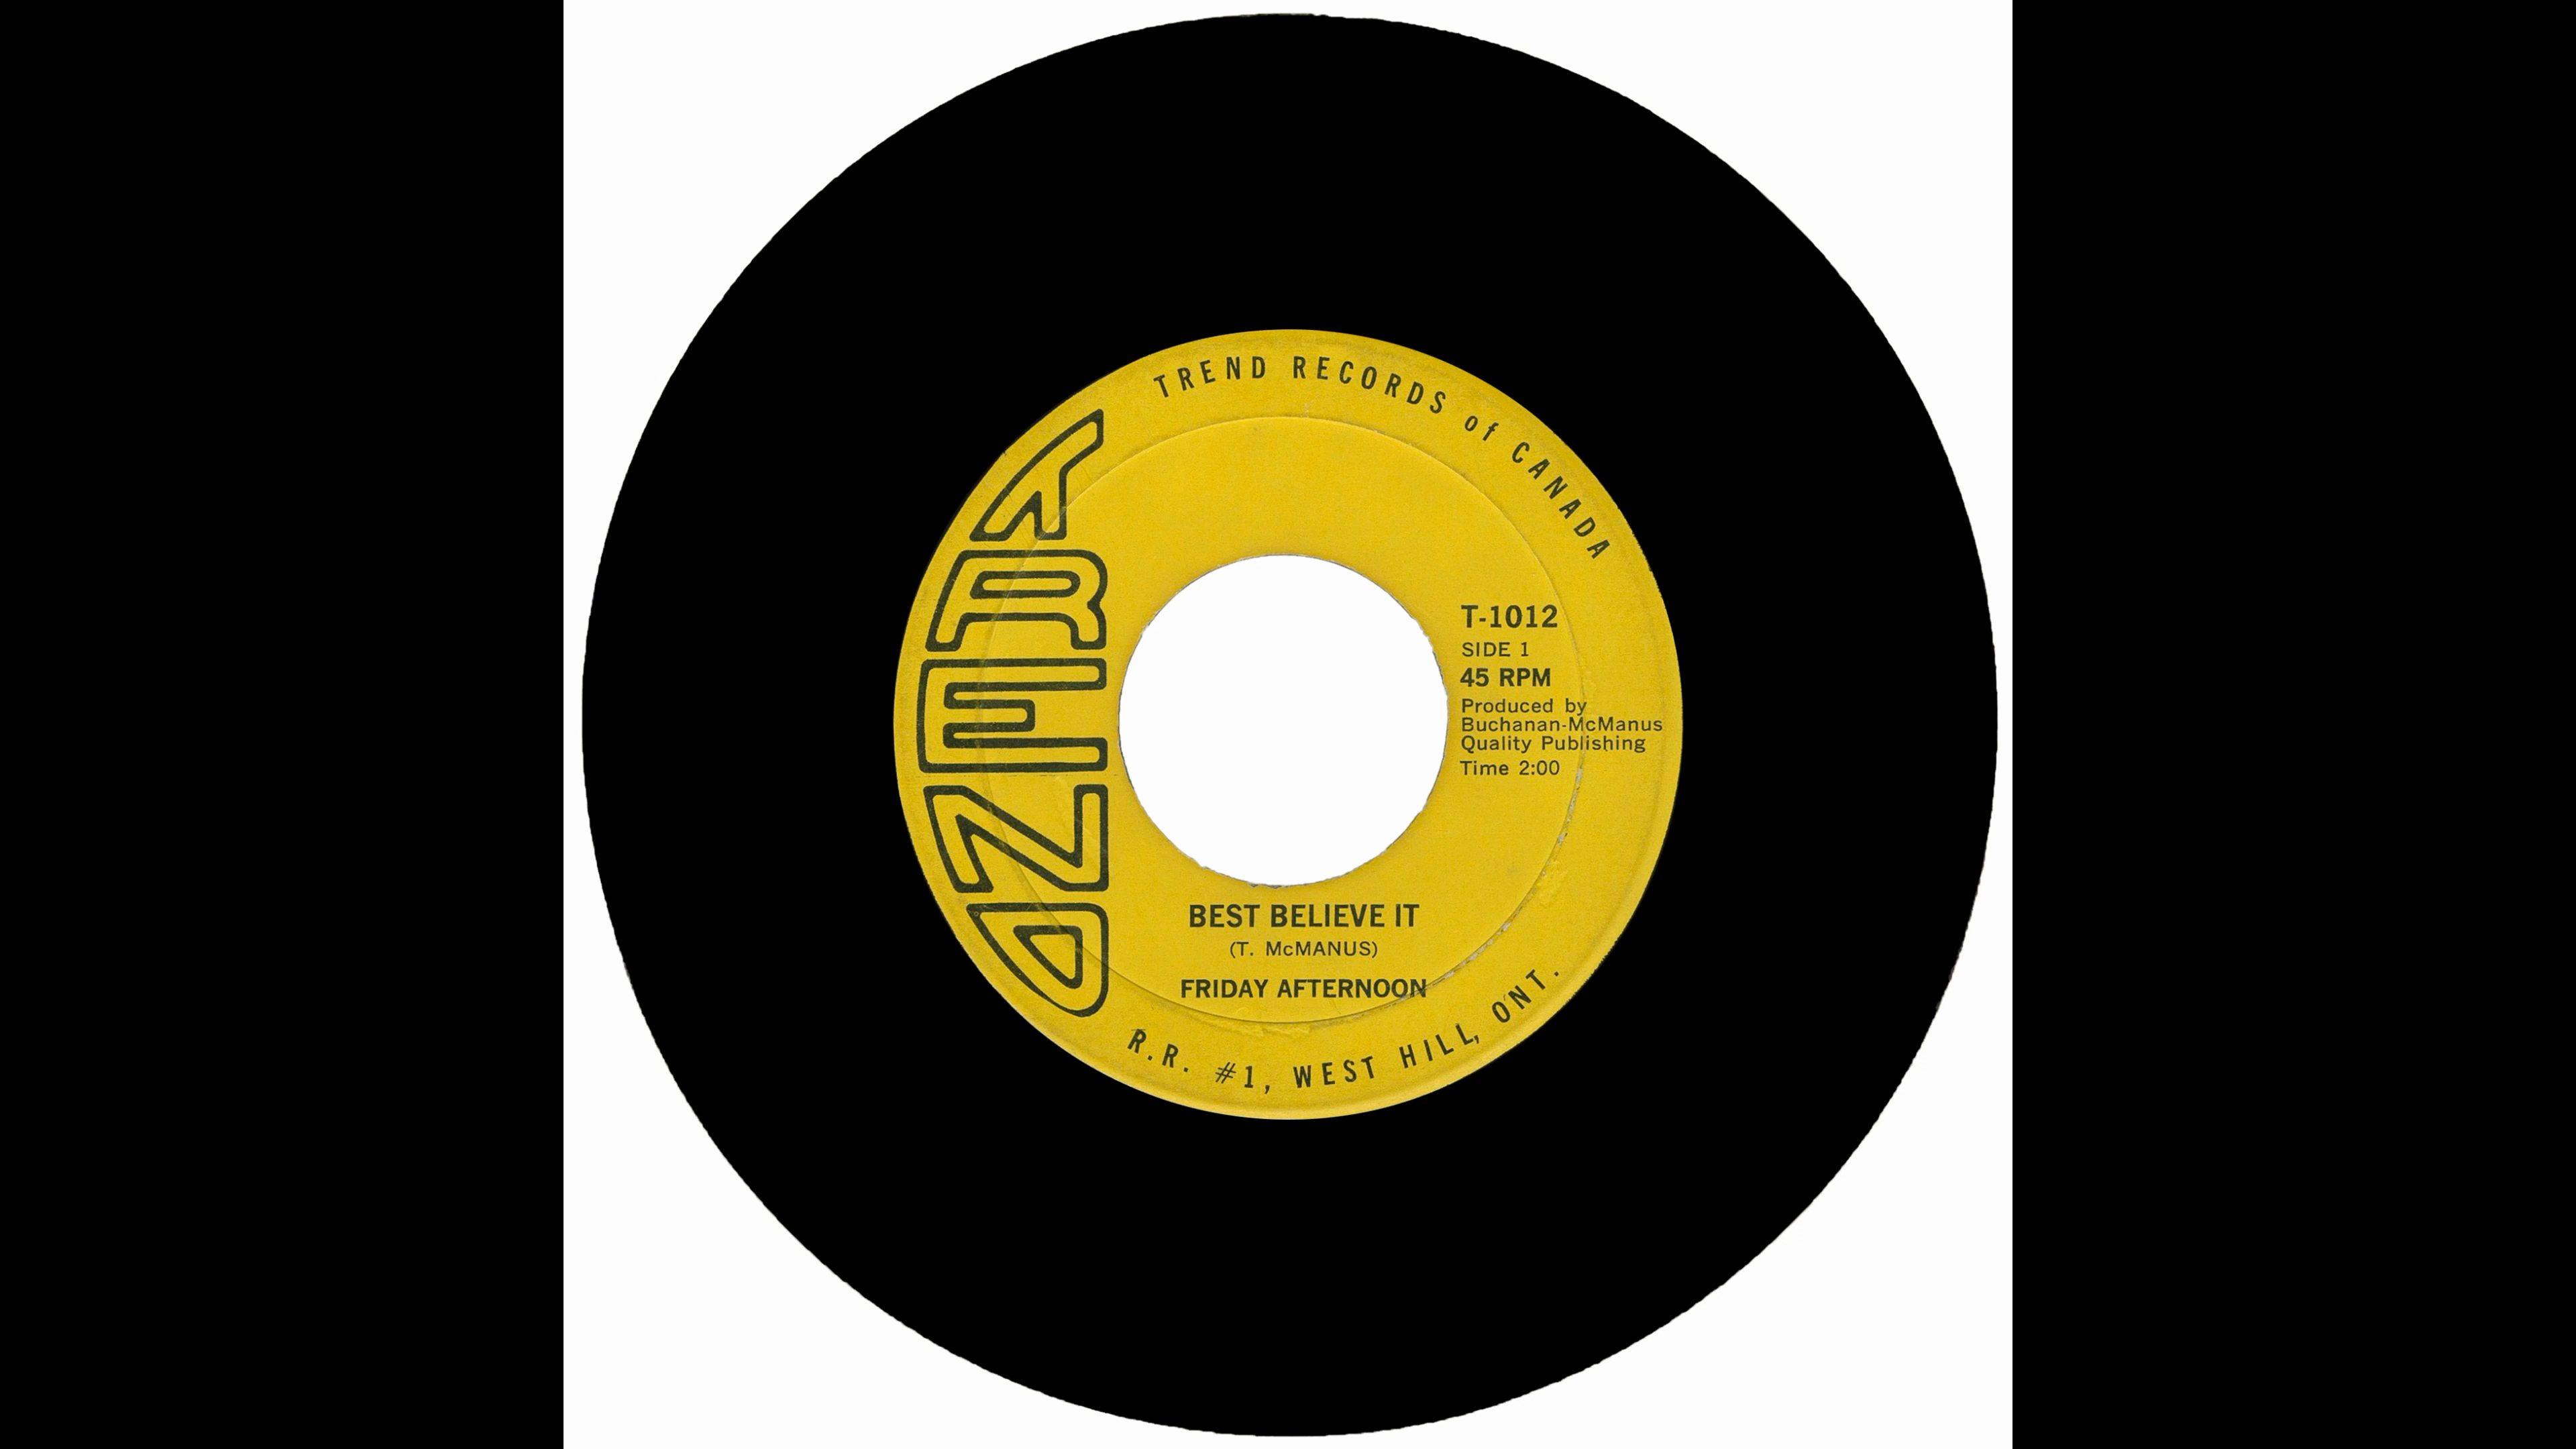 TREND RECORDS of CANADA
TREND
T-1012
SIDE 1
45 RPM
Produced by
Buchanan-McManus
Quality Publishing
Time 2:00
BEST BELIEVE IT
(T. McMANUS)
FRIDAY AFTERNOON
R.R. #1, WEST HILL, ONT.